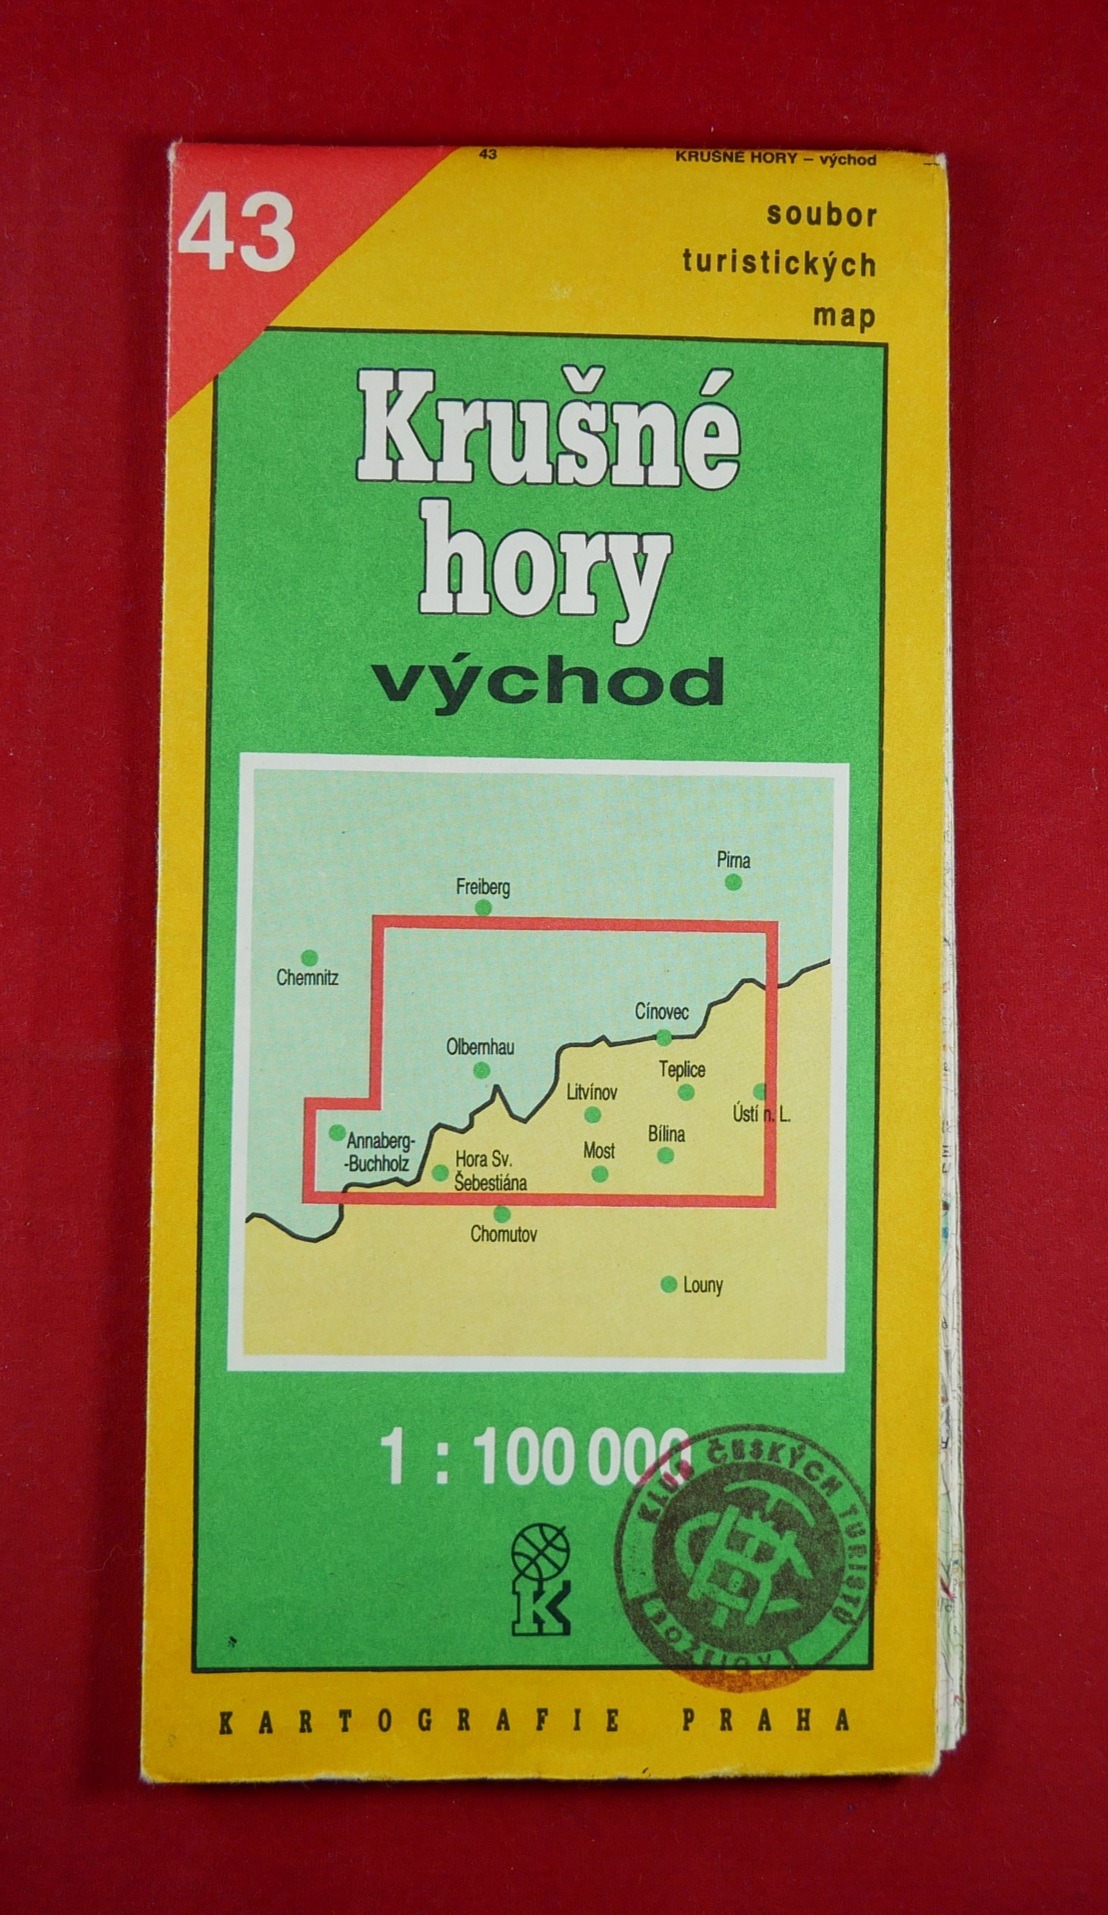 43 KRUŠNÉ HORY – východ
43
soubor
turistických
map
Krušné
hory
východ
Pirna
Freiberg
Chemnitz
Cínovec
Olbernhau
Teplice
Litvínov
Ústí n. L.
Bílina
Annaberg-
-Buchholz
Most
Hora Sv.
Šebestiána
Chomutov
Louny
1 : 100 000
KLUB ČESKÝCH TURISTŮ
K
KARTOGRAFIE PRAHA